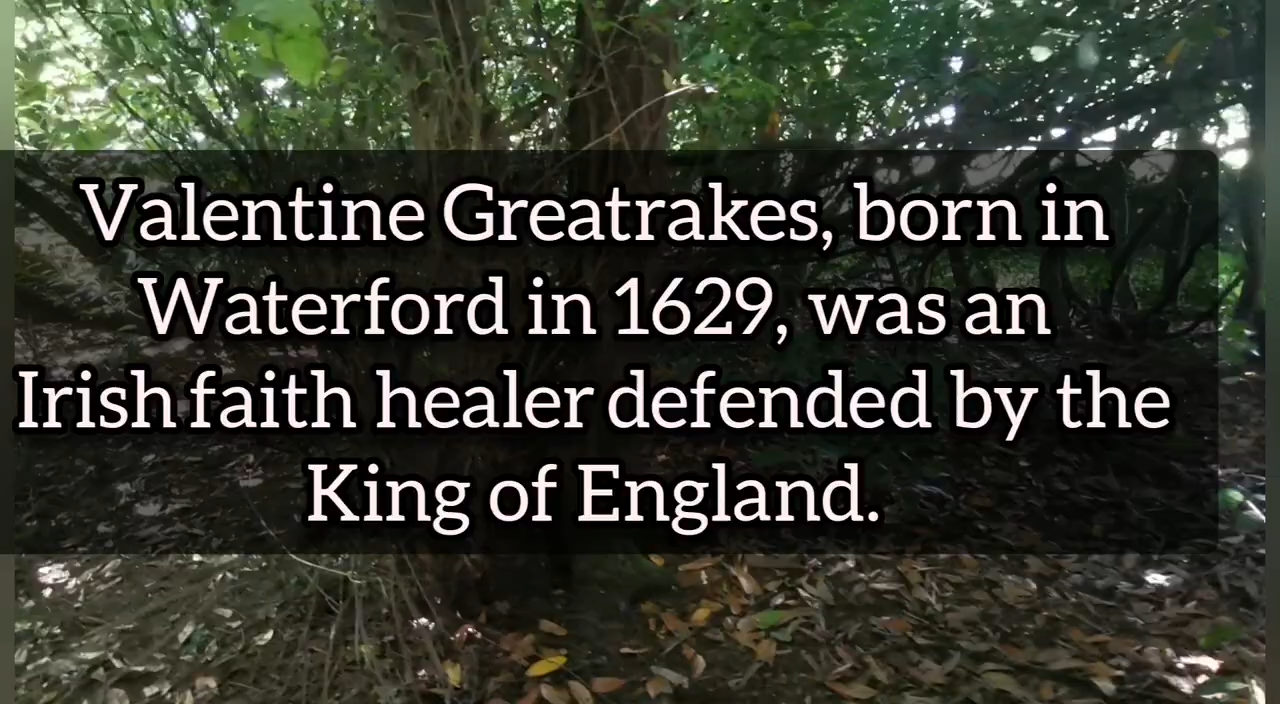 Valentine Greatrakes, born in
Waterford in 1629, was an
Irish faith healer defended by the
King of England.